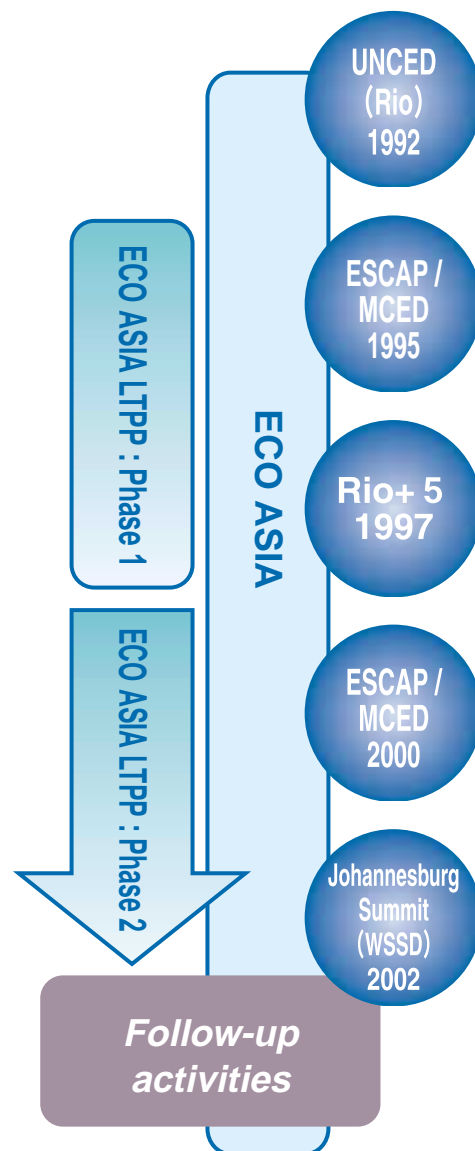 UNCED
(Rio)
1992
ESCAP /
MCED
1995
Rio+ 5
1997
ESCAP /
MCED
2000
Johannesburg
Summit
(WSSD)
2002
ECO ASIA
ECO ASIA LTPP : Phase 1
ECO ASIA LTPP : Phase 2
Follow-up
activities